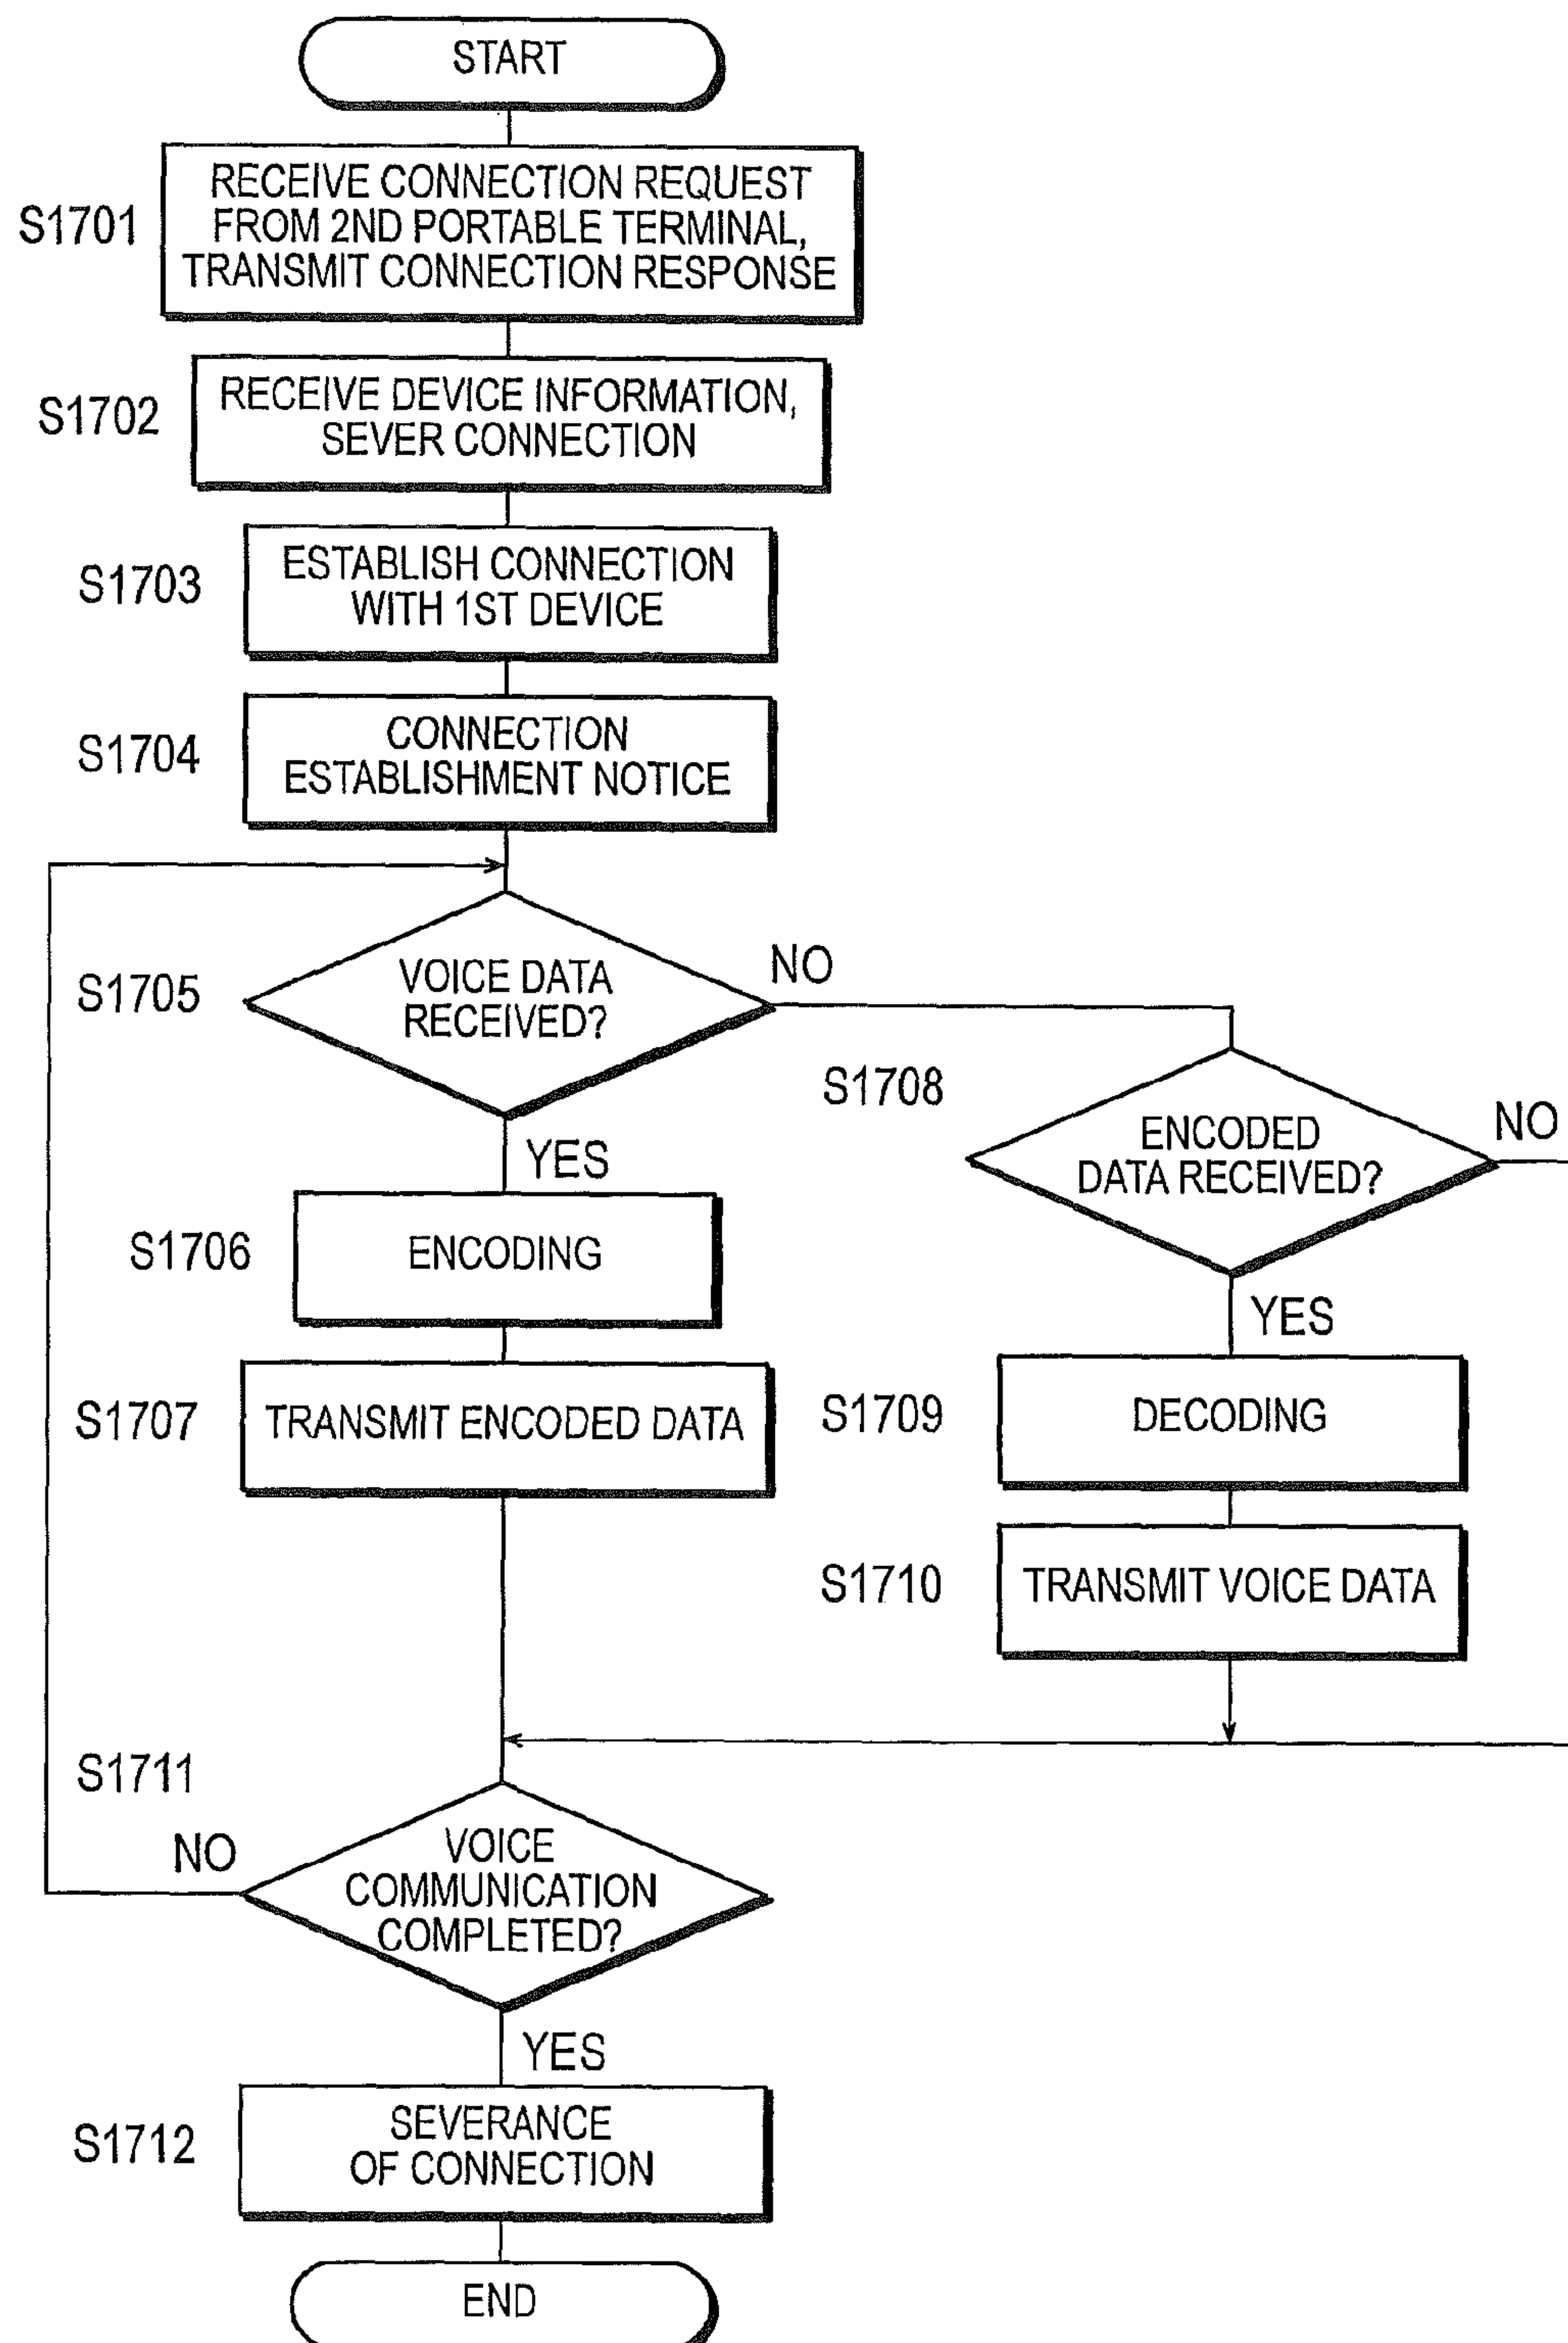 START
S1701
RECEIVE CONNECTION REQUEST
FROM 2ND PORTABLE TERMINAL,
TRANSMIT CONNECTION RESPONSE
S1702
RECEIVE DEVICE INFORMATION,
SEVER CONNECTION
S1703
ESTABLISH CONNECTION
WITH 1ST DEVICE
S1704
CONNECTION
ESTABLISHMENT NOTICE
S1705
VOICE DATA
RECEIVED?
NO
YES
S1706
ENCODING
S1707
TRANSMIT ENCODED DATA
S1708
ENCODED
DATA RECEIVED?
NO
YES
S1709
DECODING
S1710
TRANSMIT VOICE DATA
S1711
VOICE
COMMUNICATION
COMPLETED?
NO
YES
S1712
SEVERANCE
OF CONNECTION
END